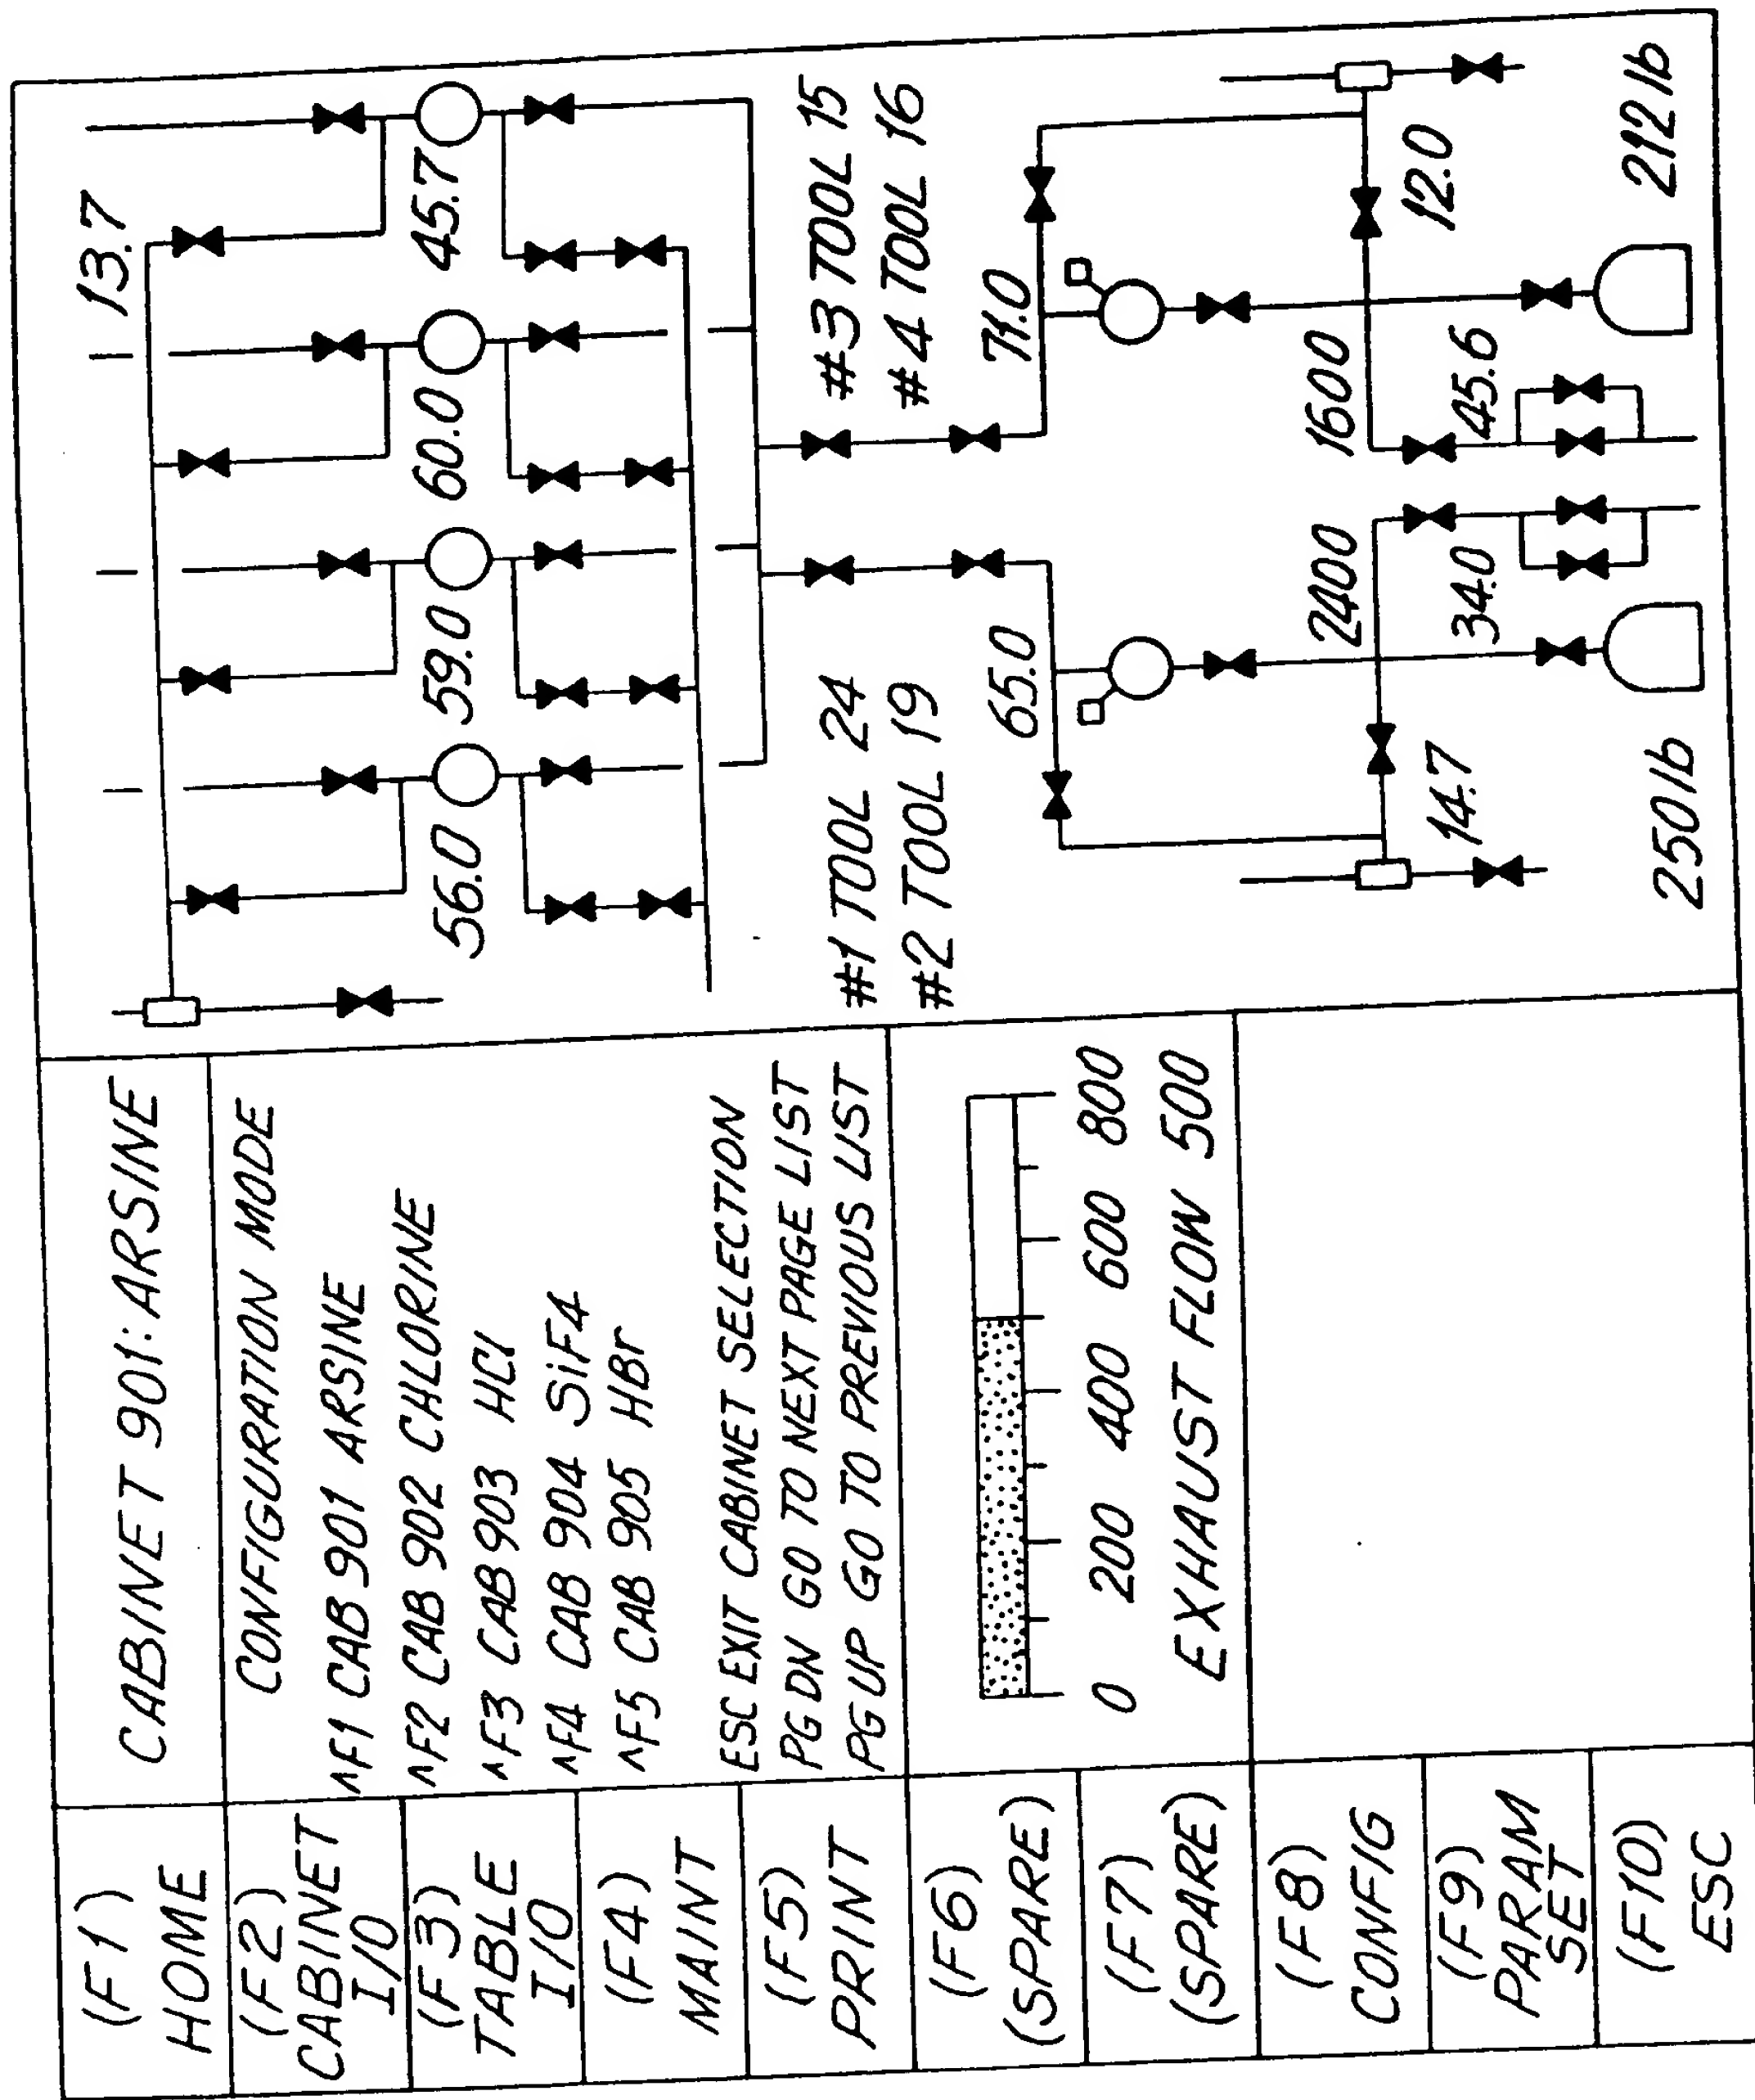 (F1)
HOME
(F2)
CABINET
I/O
(F3)
TABLE
I/O
(F4)
MAINT
(F5)
PRINT
(F6)
(SPARE)
(F7)
(SPARE)
(F8)
CONFIG
(F9)
PARAM
SET
(F10)
ESC
CABINET 901: ARSINE
CONFIGURATION MODE
^F1 CAB 901 ARSINE
^F2 CAB 902 CHLORINE
^F3 CAB 903 HCl
^F4 CAB 904 SiF4
^F5 CAB 905 HBr
ESC EXIT CABINET SELECTION
PG DN GO TO NEXT PAGE LIST
PG UP GO TO PREVIOUS LIST
0 200 400 600 800
EXHAUST FLOW 500
13.7
56.0 59.0 60.0 45.7
#1 TOOL 24 #3 TOOL 15
#2 TOOL 19 #4 TOOL 16
65.0 71.0
2400 1600
14.7 34.0 45.6 12.0
250 lb 212 lb